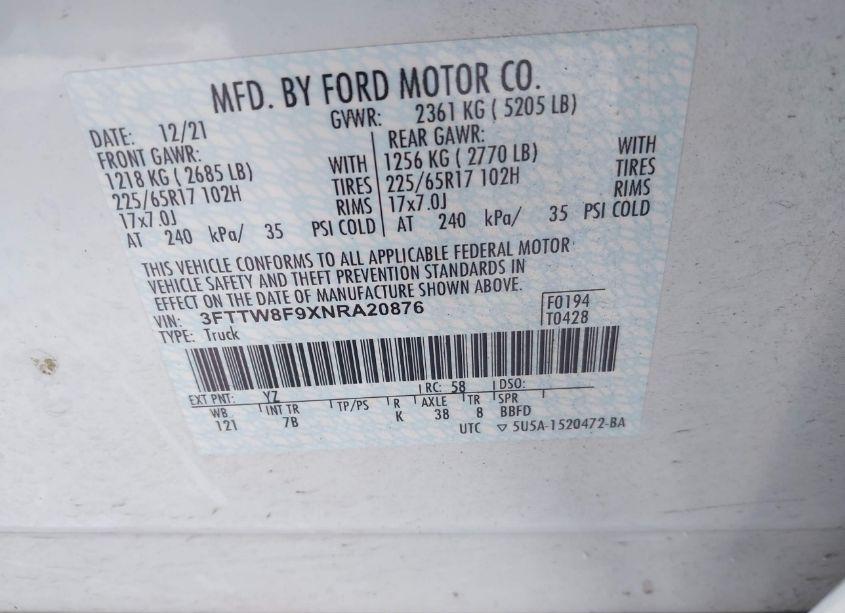 MFD. BY FORD MOTOR CO.
DATE: 12/21 GVWR: 2361 KG ( 5205 LB)
FRONT GAWR: REAR GAWR:
1218 KG ( 2685 LB) WITH 1256 KG ( 2770 LB) WITH
225/65R17 102H TIRES 225/65R17 102H TIRES
17x7.0J RIMS 17x7.0J RIMS
AT 240 kPa/ 35 PSI COLD AT 240 kPa/ 35 PSI COLD
THIS VEHICLE CONFORMS TO ALL APPLICABLE FEDERAL MOTOR
VEHICLE SAFETY AND THEFT PREVENTION STANDARDS IN
EFFECT ON THE DATE OF MANUFACTURE SHOWN ABOVE.
VIN: 3FTTW8F9XNRA20876 F0194
TYPE: Truck T0428
EXT PNT: YZ RC: 58 DSO:
WB INT TR TP/PS R AXLE TR SPR
121 7B K 38 8 BBFD
UTC ▽ 5U5A-1520472-BA